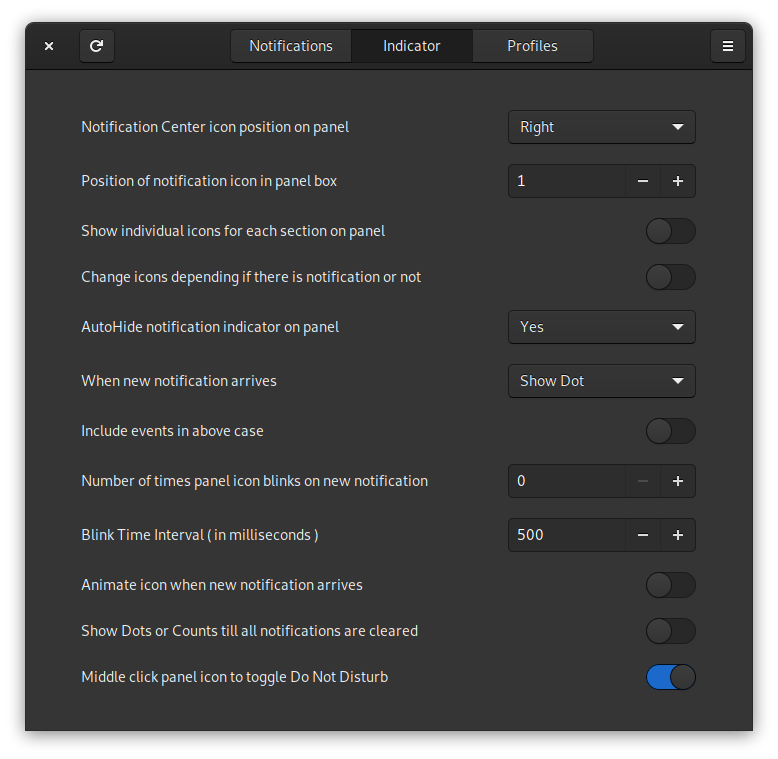 Notifications Indicator Profiles
Notification Center icon position on panel Right
Position of notification icon in panel box 1
Show individual icons for each section on panel
Change icons depending if there is notification or not
AutoHide notification indicator on panel Yes
When new notification arrives Show Dot
Include events in above case
Number of times panel icon blinks on new notification 0
Blink Time Interval ( in milliseconds ) 500
Animate icon when new notification arrives
Show Dots or Counts till all notifications are cleared
Middle click panel icon to toggle Do Not Disturb